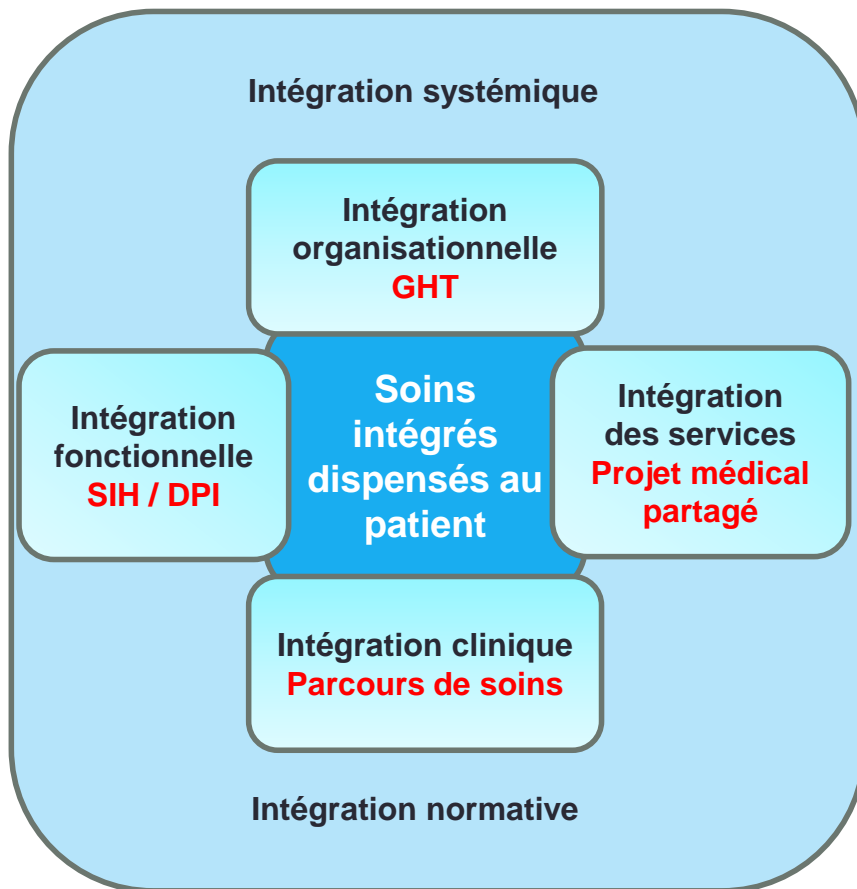 Intégration systémique
Intégration
organisationnelle
GHT
Intégration
fonctionnelle
SIH / DPI
Soins
intégrés
dispensés au
patient
Intégration
des services
Projet médical
partagé
Intégration clinique
Parcours de soins
Intégration normative